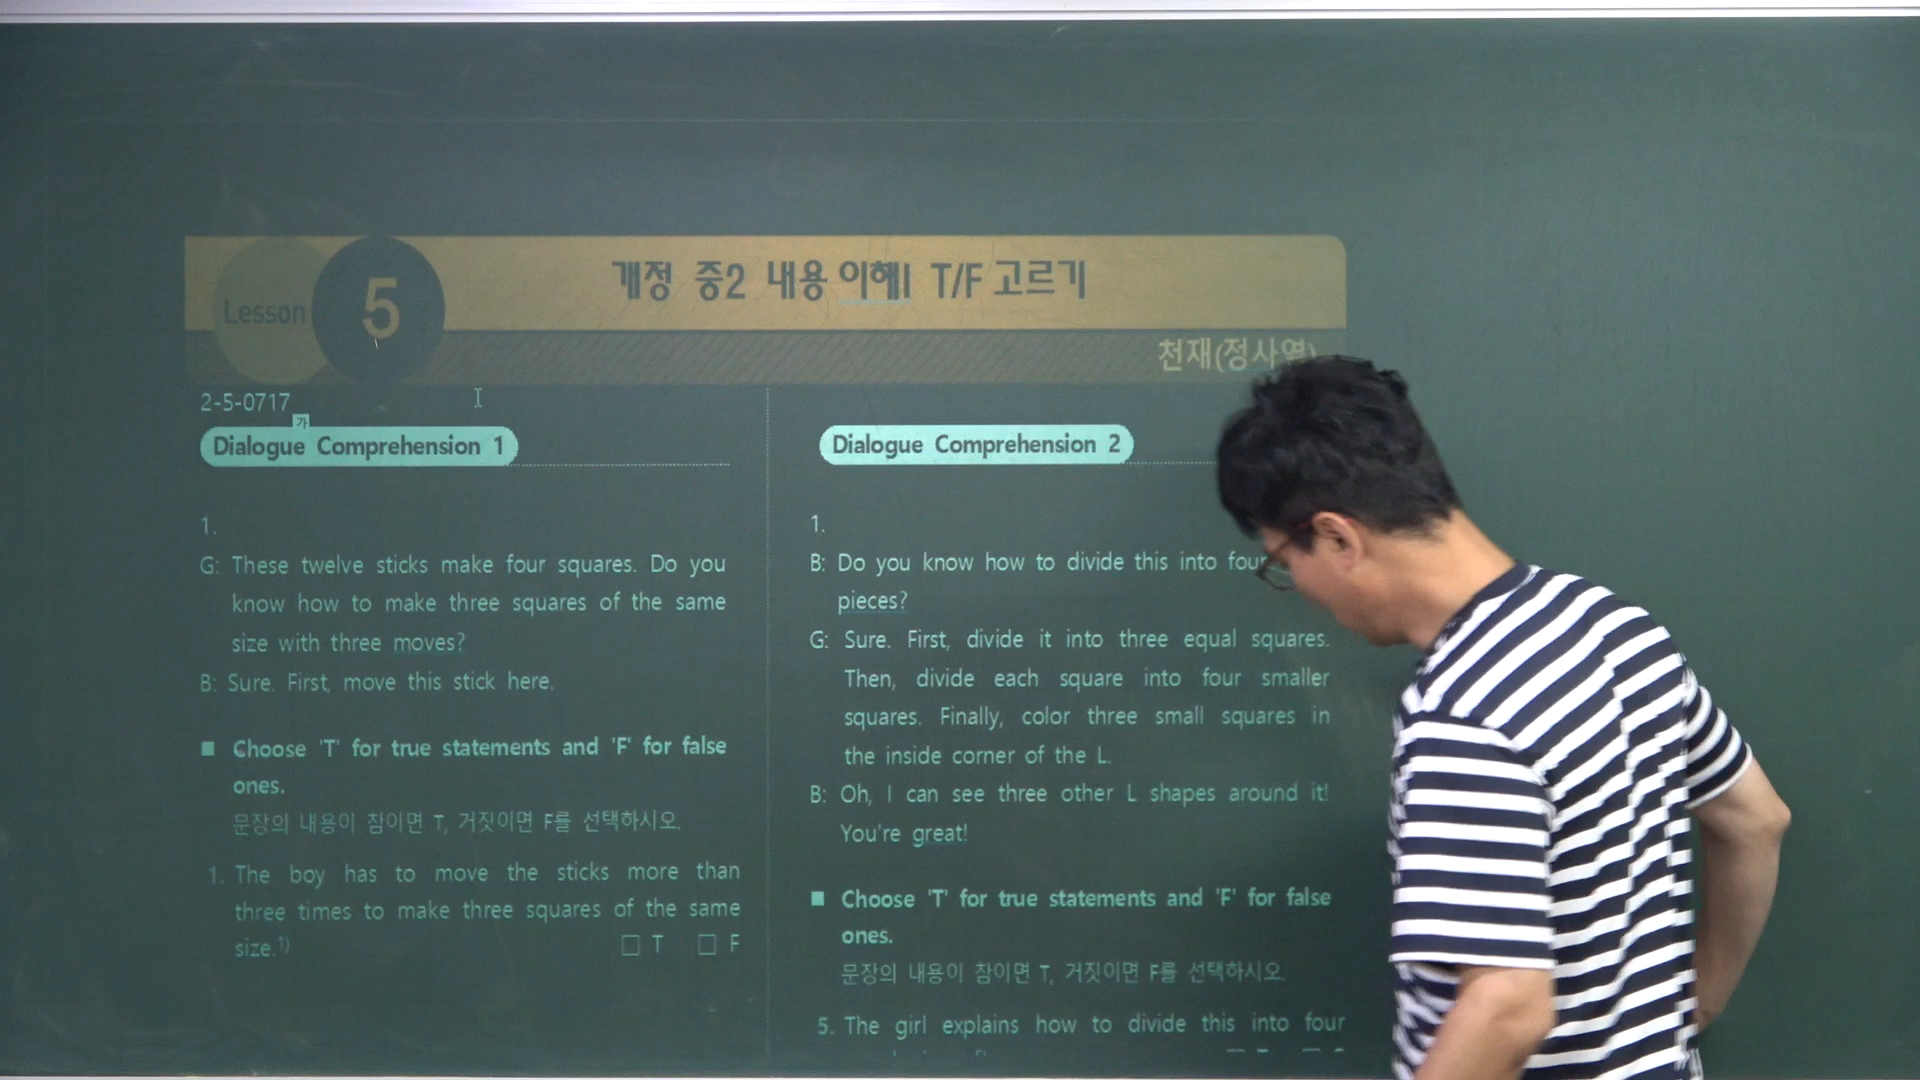 Lesson 5
개정 중2 내용 이해I T/F 고르기
천재(정사열)
2-5-0717
가
Dialogue Comprehension 1
1.
G: These twelve sticks make four squares. Do you
know how to make three squares of the same
size with three moves?
B: Sure. First, move this stick here.
■ Choose 'T' for true statements and 'F' for false
ones.
문장의 내용이 참이면 T, 거짓이면 F를 선택하시오.
1. The boy has to move the sticks more than
three times to make three squares of the same
size.1) □ T □ F
Dialogue Comprehension 2
1.
B: Do you know how to divide this into four
pieces?
G: Sure. First, divide it into three equal squares.
Then, divide each square into four smaller
squares. Finally, color three small squares in
the inside corner of the L.
B: Oh, I can see three other L shapes around it!
You're great!
■ Choose 'T' for true statements and 'F' for false
ones.
문장의 내용이 참이면 T, 거짓이면 F를 선택하시오.
5. The girl explains how to divide this into four